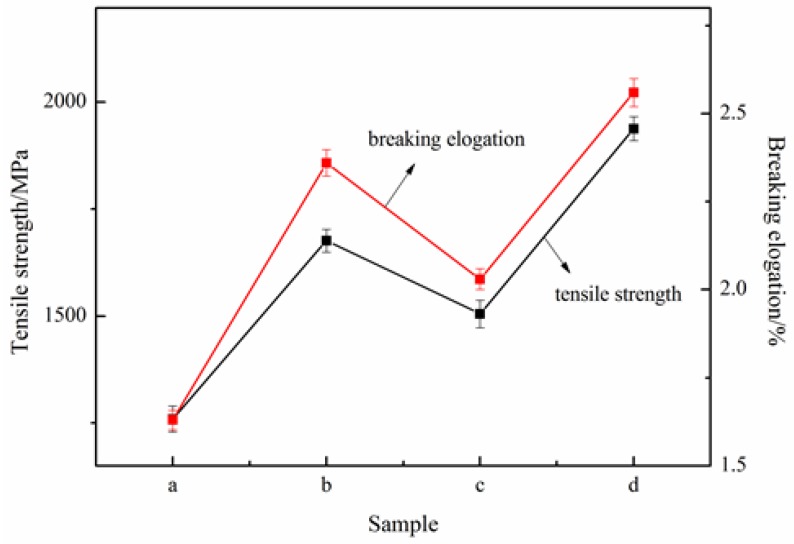 2000
1500
Tensile strength/MPa
breaking elogation
tensile strength
2.5
2.0
1.5
Breaking elogation/%
a b c d
Sample